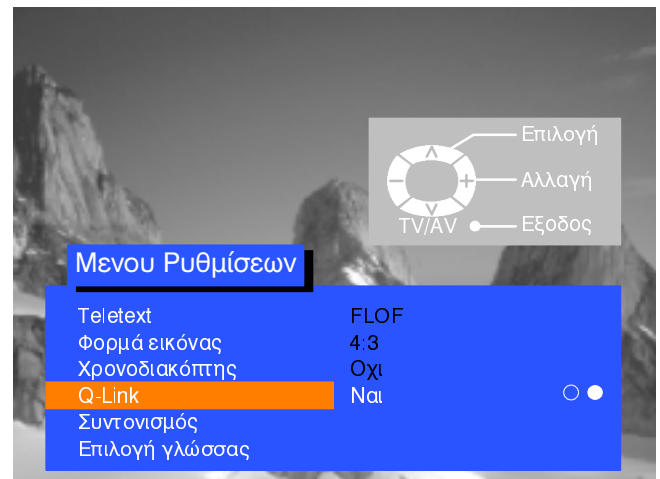 Επιλογή
Αλλαγή
TV/AV Εξοδος
Μενου Ρυθμίσεων
Teletext FLOF
Φορμά εικόνας 4:3
Χρονοδιακόπτης Οχι
Q-Link Ναι
Συντονισμός
Επιλογή γλώσσας